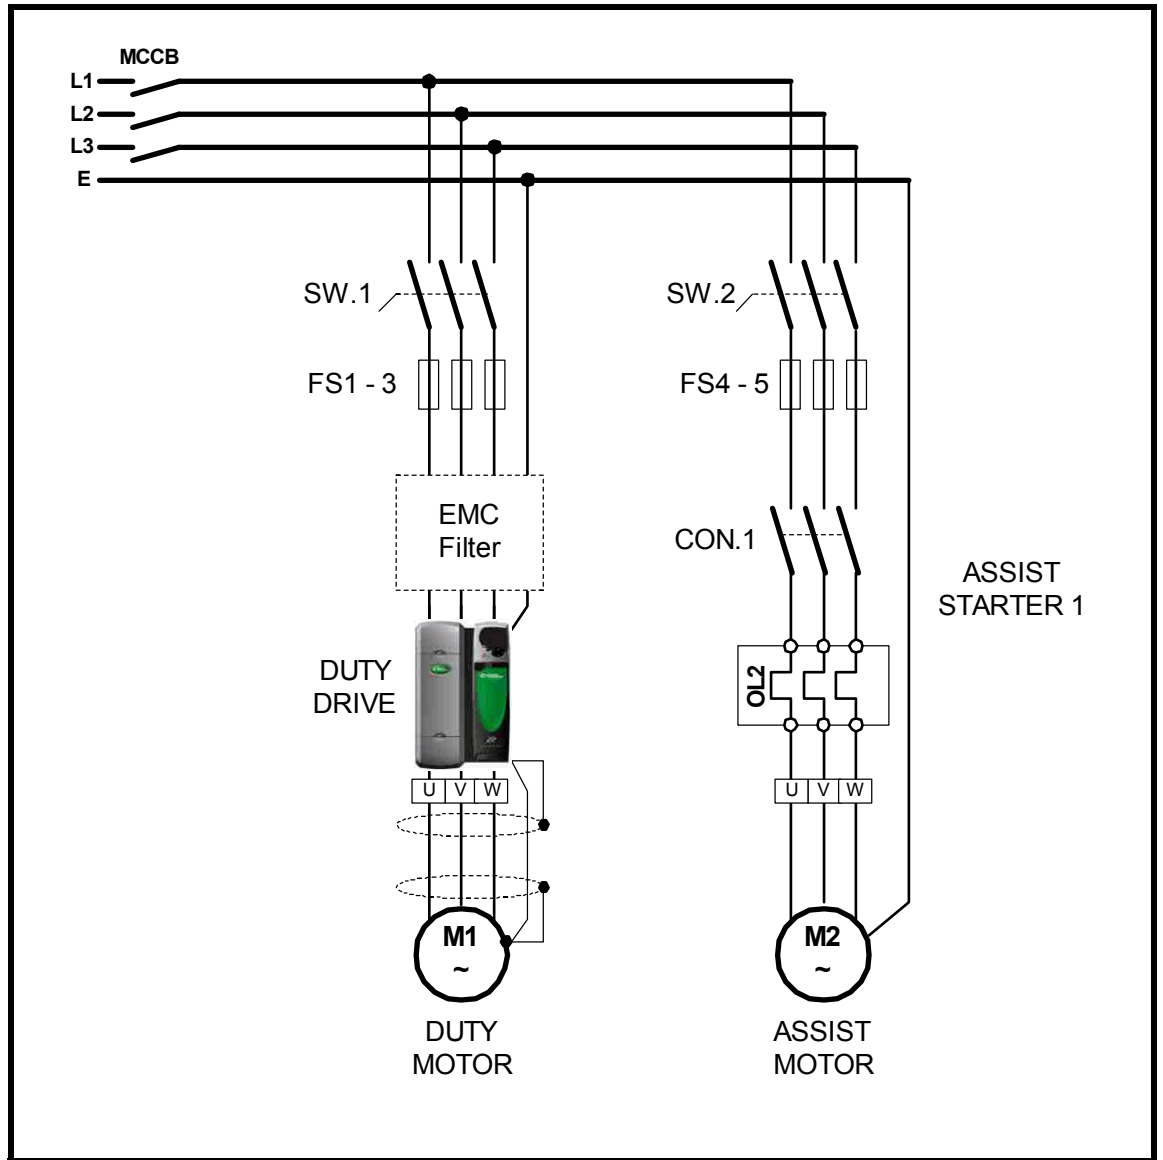 MCCB
L1
L2
L3
E
SW.1
SW.2
FS1 - 3
FS4 - 5
EMC
Filter
CON.1
ASSIST
STARTER 1
DUTY
DRIVE
OL2
U V W
U V W
M1
~
M2
~
DUTY
MOTOR
ASSIST
MOTOR